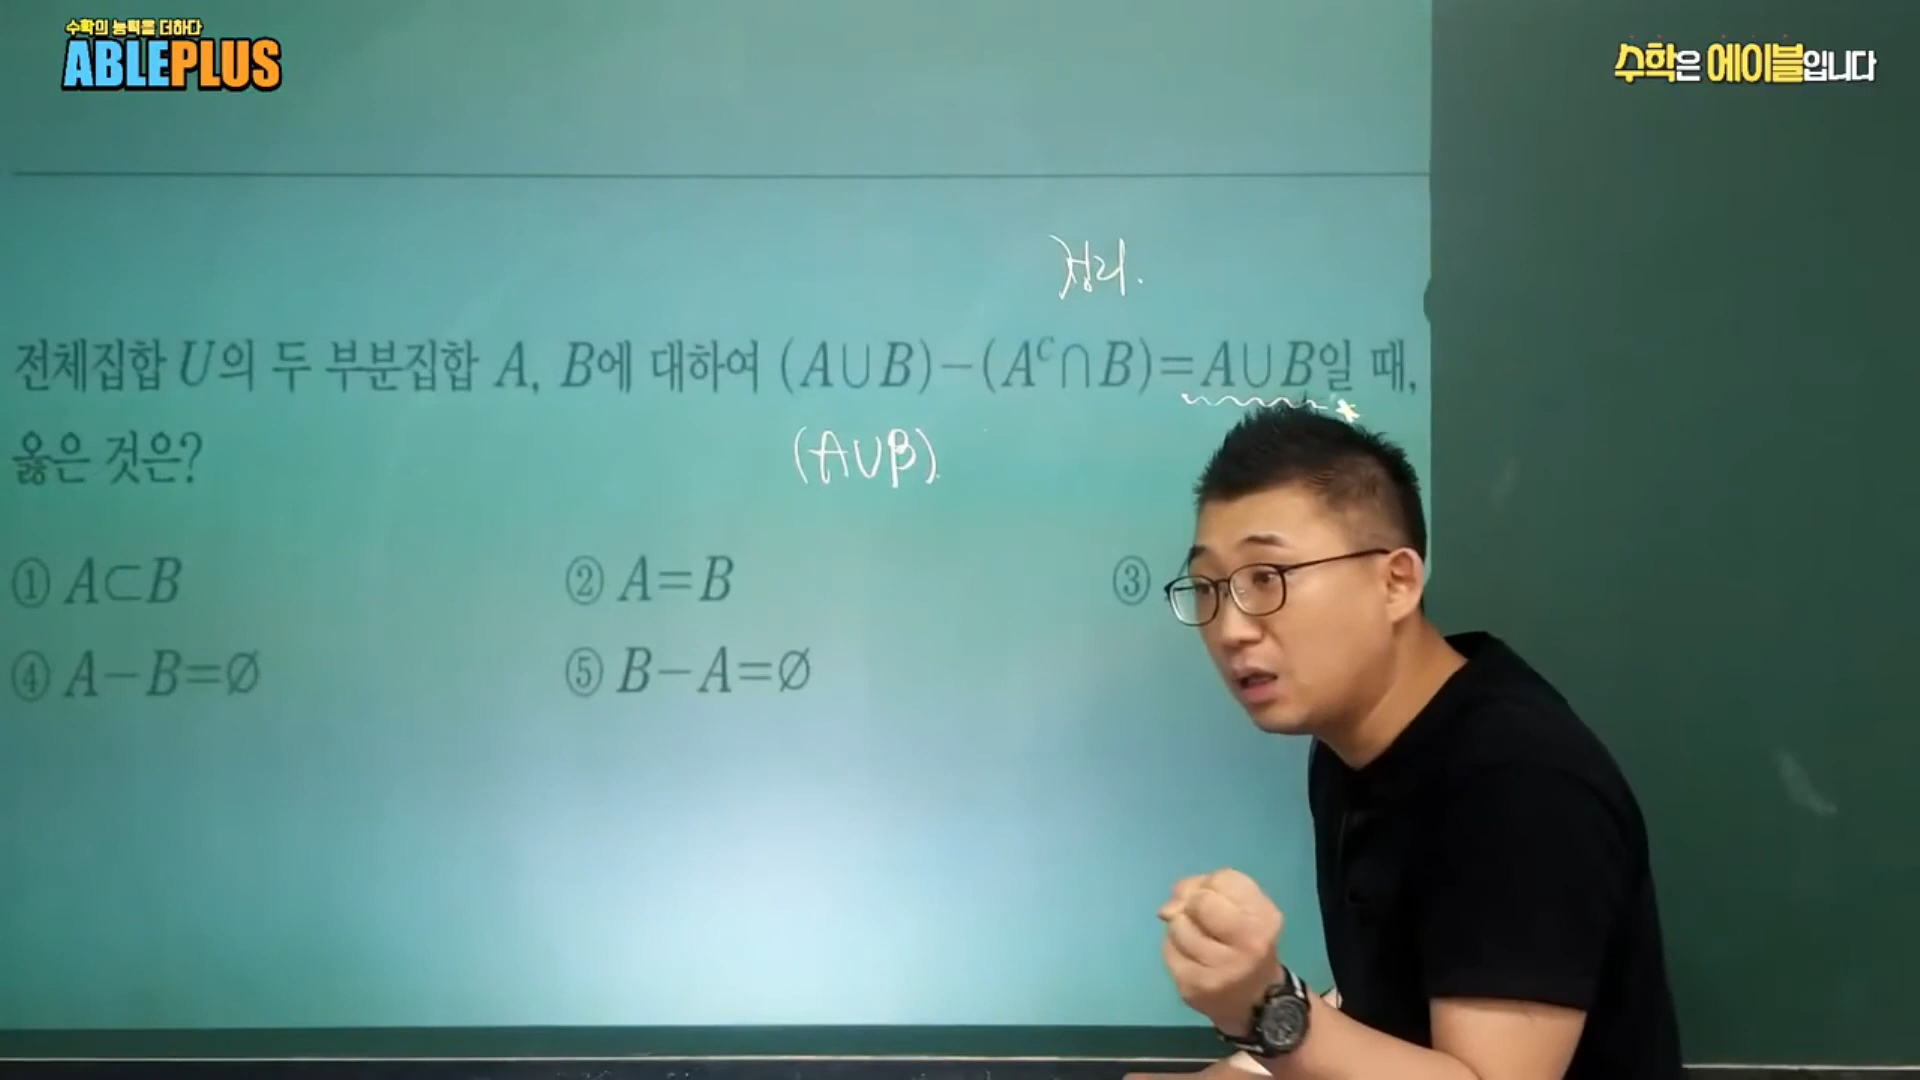 수학의 능력을 더하다
ABLEPLUS
수학은 에이블입니다
정리.
전체집합 U의 두 부분집합 A, B에 대하여 (A∪B)−(Aᶜ∩B)=A∪B일 때,
(A∪B).
옳은 것은?
① A⊂B ② A=B ③
④ A−B=∅ ⑤ B−A=∅